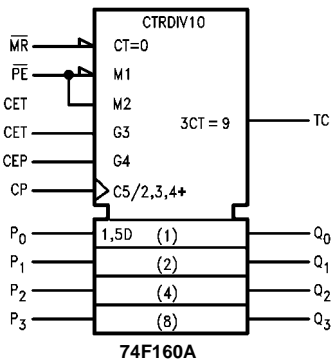 CTRDIV10
MR CT=0
PE M1
CET M2
CET G3 3CT = 9 TC
CEP G4
CP C5/2,3,4+
P0 1,5D (1) Q0
P1 (2) Q1
P2 (4) Q2
P3 (8) Q3
74F160A